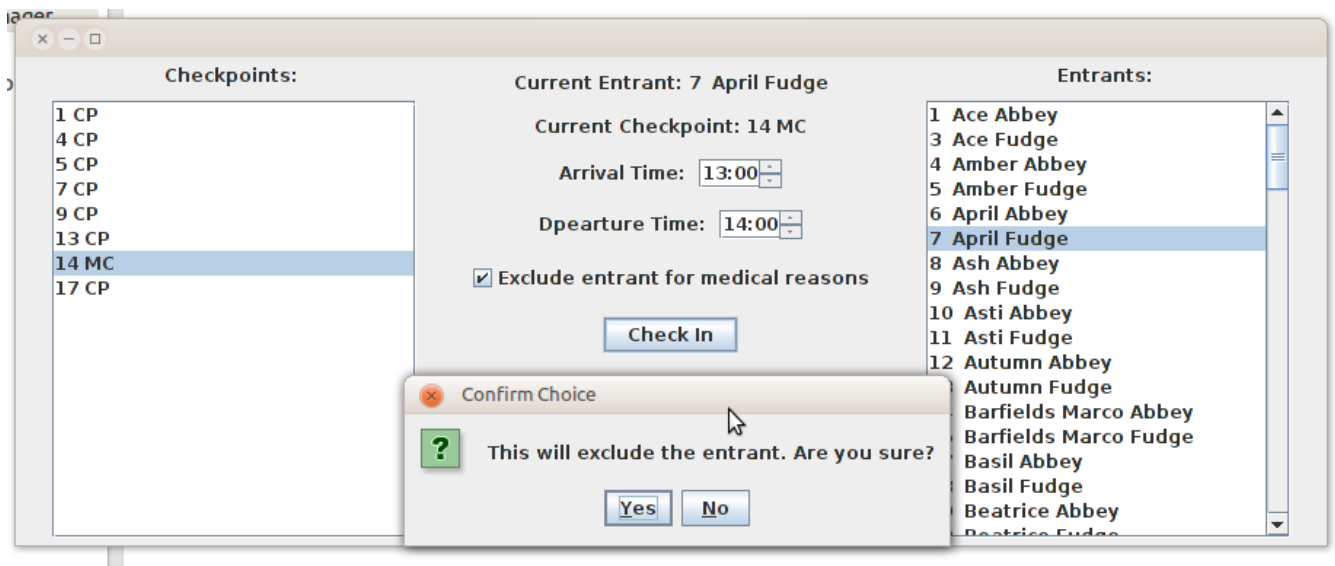 Checkpoints:
1 CP
4 CP
5 CP
7 CP
9 CP
13 CP
14 MC
17 CP
Current Entrant: 7 April Fudge
Current Checkpoint: 14 MC
Arrival Time: 13:00
Dpearture Time: 14:00
Exclude entrant for medical reasons
Check In
Entrants:
1 Ace Abbey
3 Ace Fudge
4 Amber Abbey
5 Amber Fudge
6 April Abbey
7 April Fudge
8 Ash Abbey
9 Ash Fudge
10 Asti Abbey
11 Asti Fudge
12 Autumn Abbey
Autumn Fudge
Barfields Marco Abbey
Barfields Marco Fudge
Basil Abbey
Basil Fudge
Beatrice Abbey
Beatrice Fudge
Confirm Choice
This will exclude the entrant. Are you sure?
Yes
No